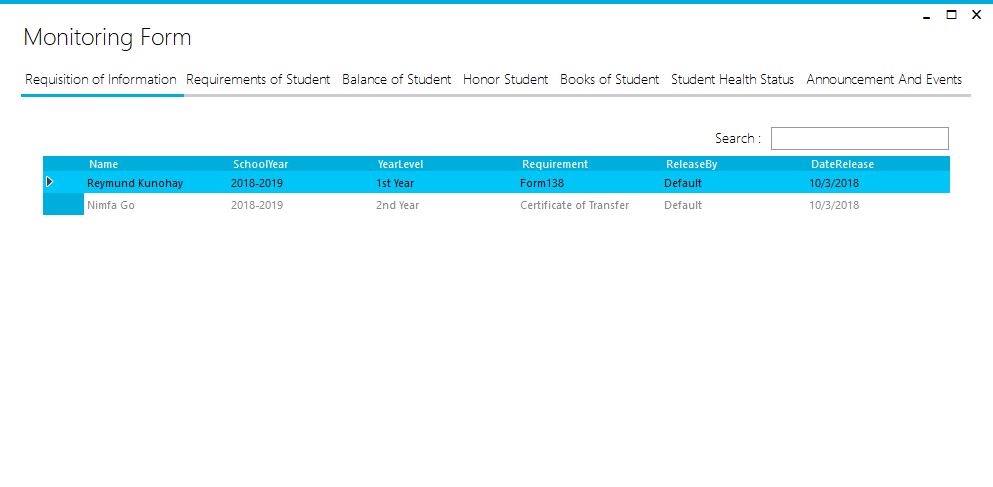 Monitoring Form
Requisition of Information Requirements of Student Balance of Student Honor Student Books of Student Student Health Status Announcement And Events
Search :
Name SchoolYear YearLevel Requirement ReleaseBy DateRelease
Reymund Kunohay 2018-2019 1st Year Form138 Default 10/3/2018
Nimfa Go 2018-2019 2nd Year Certificate of Transfer Default 10/3/2018